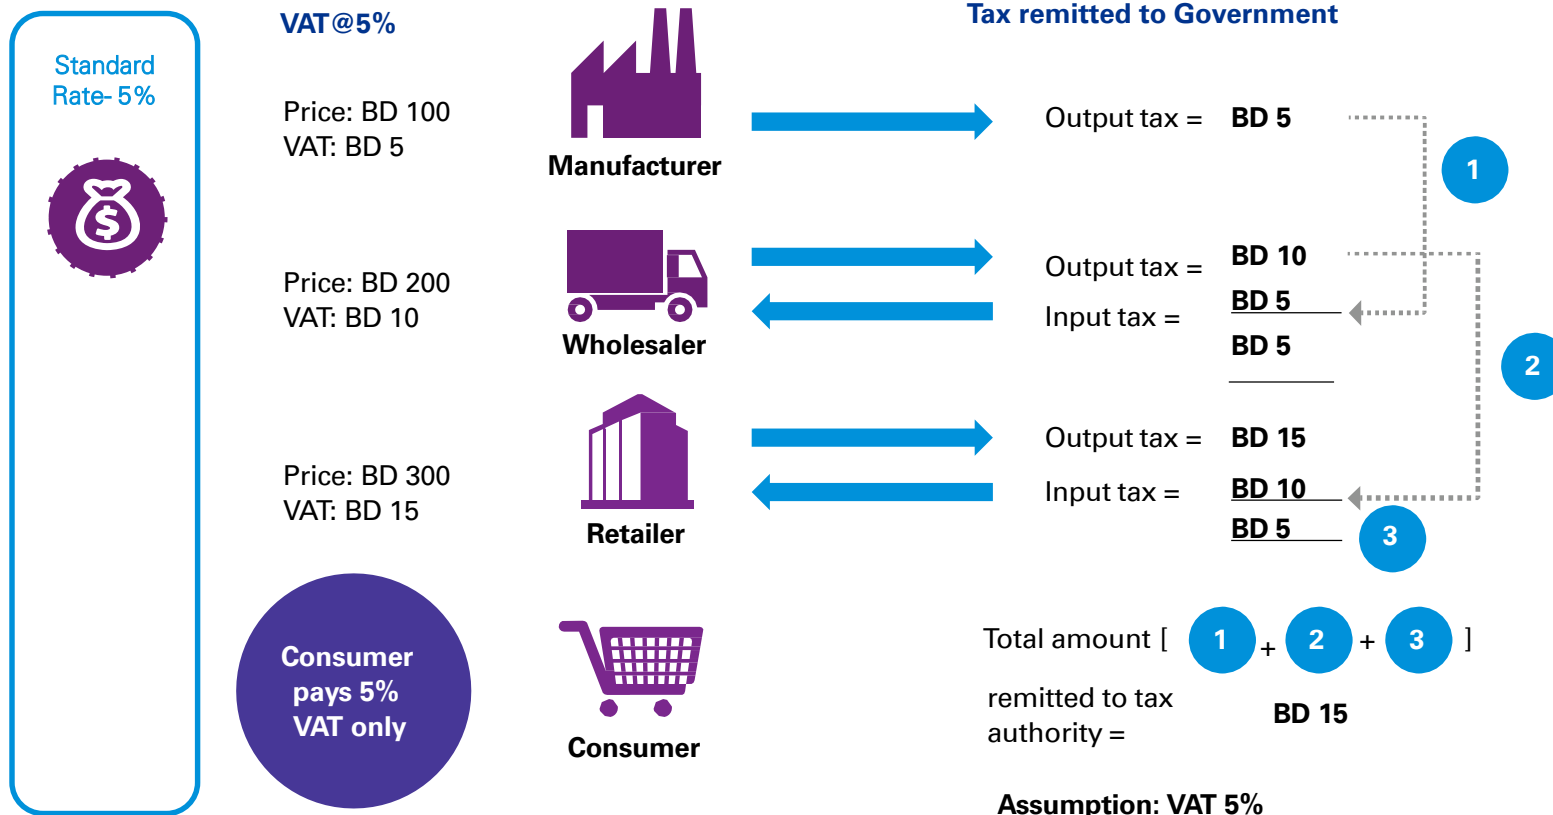 Standard
Rate- 5%
VAT@5%
Tax remitted to Government
Price: BD 100
VAT: BD 5
Manufacturer
Output tax = BD 5
1
Price: BD 200
VAT: BD 10
Wholesaler
Output tax = BD 10
Input tax = BD 5
BD 5
2
Price: BD 300
VAT: BD 15
Retailer
Output tax = BD 15
Input tax = BD 10
BD 5
3
Consumer
pays 5%
VAT only
Consumer
Total amount [ 1 + 2 + 3 ]
remitted to tax
authority =
BD 15
Assumption: VAT 5%
$